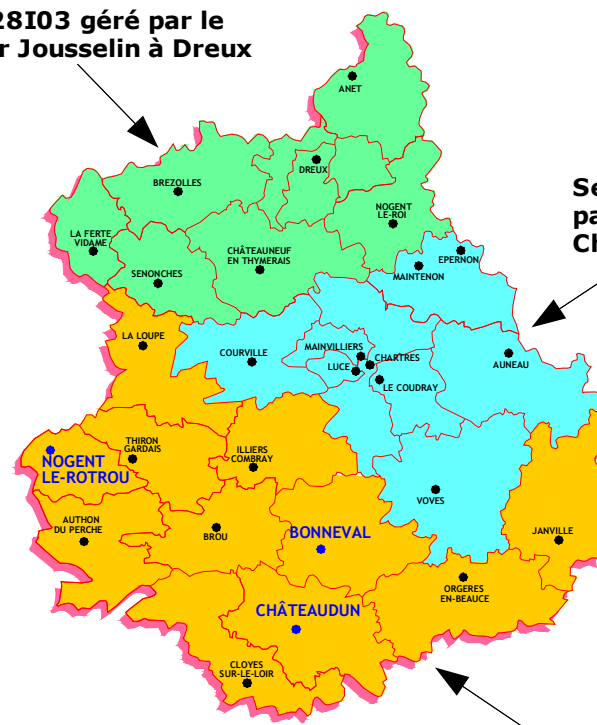 28I03 géré par le
r Jousselin à Dreux
ANET
DREUX
BREZOLLES
NOGENT
LE-ROI
Se
pa
Ch
LA FERTE
VIDAME
CHÂTEAUNEUF
EN THYMERAIS
SENONCHES
EPERNON
MAINTENON
LA LOUPE
COURVILLE
MAINVILLIERS
CHARTRES
LUCE
LE COUDRAY
AUNEAU
THIRON
GARDAIS
ILLIERS
COMBRAY
NOGENT
LE-ROTROU
VOVES
AUTHON
DU PERCHE
BROU
BONNEVAL
JANVILLE
ORGERES
EN-BEAUCE
CHÂTEAUDUN
CLOYES
SUR-LE-LOIR